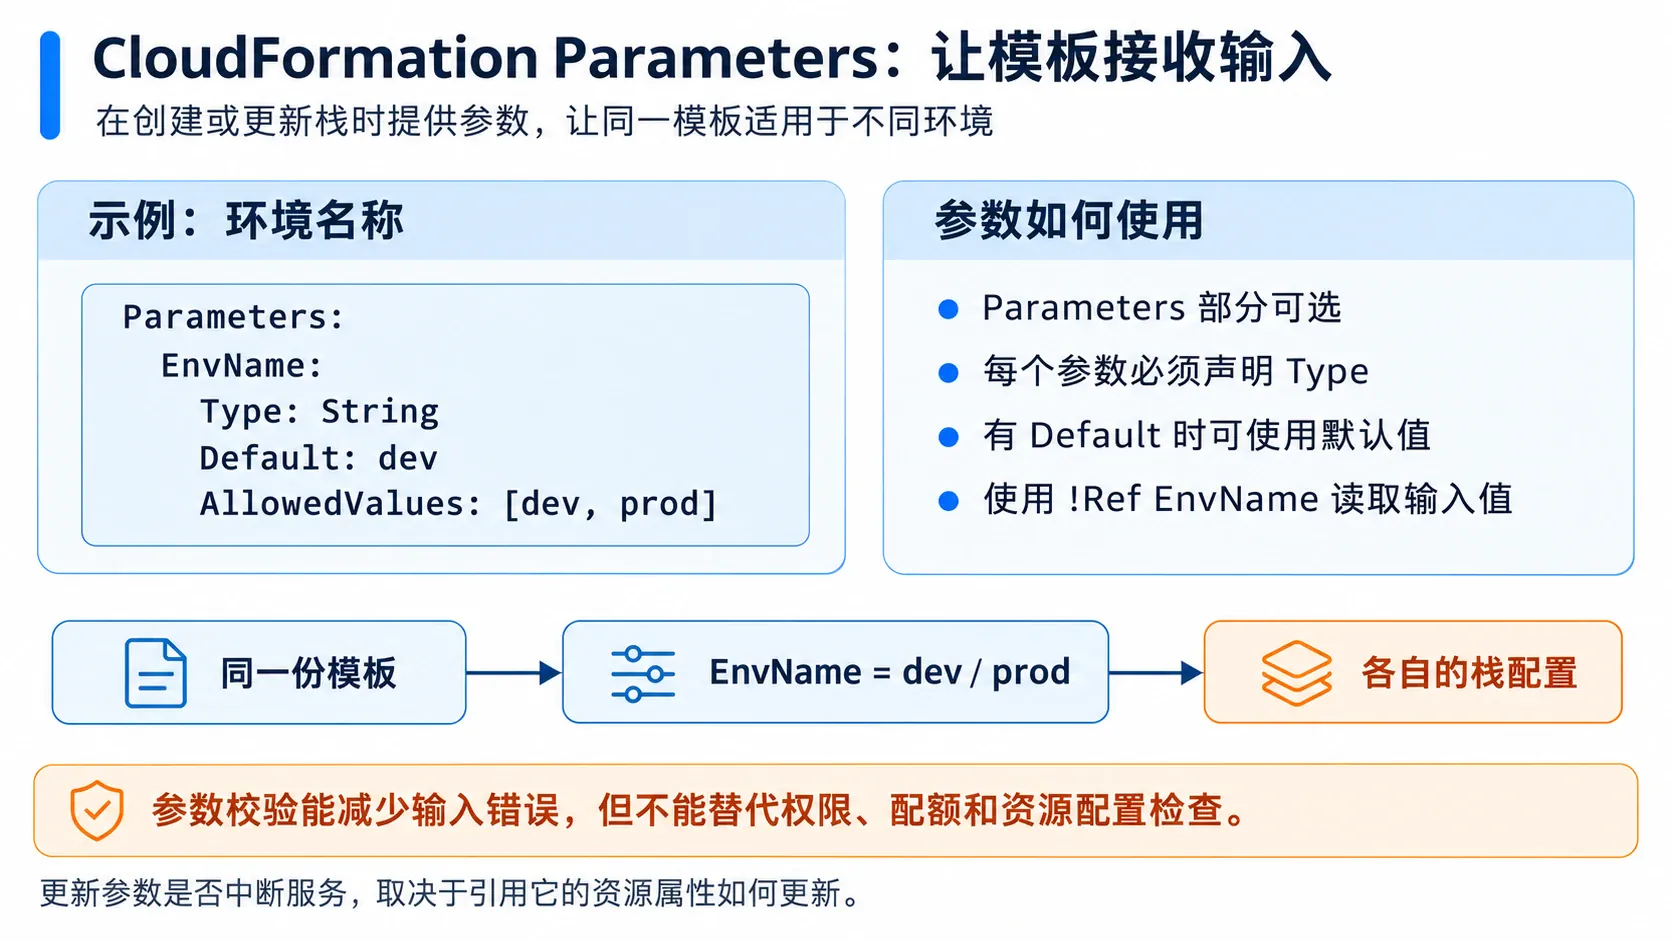 CloudFormation Parameters：让模板接收输入
在创建或更新栈时提供参数，让同一模板适用于不同环境
示例：环境名称
Parameters:
  EnvName:
    Type: String
    Default: dev
    AllowedValues: [dev, prod]
参数如何使用
Parameters 部分可选
每个参数必须声明 Type
有 Default 时可使用默认值
使用 !Ref EnvName 读取输入值
同一份模板
EnvName = dev / prod
各自的栈配置
参数校验能减少输入错误，但不能替代权限、配额和资源配置检查。
更新参数是否中断服务，取决于引用它的资源属性如何更新。